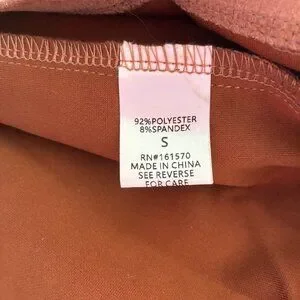 92%POLYESTER
8%SPANDEX
S
RN#161570
MADE IN CHINA
SEE REVERSE
FOR CARE